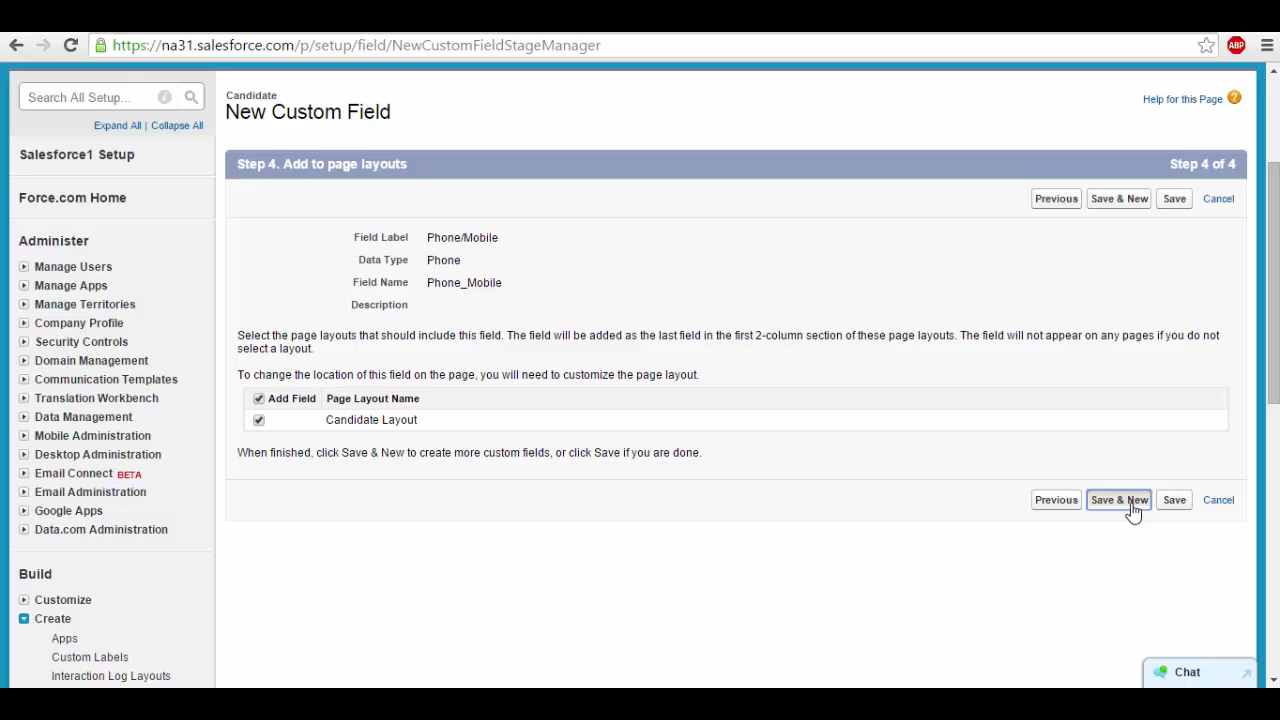 https://na31.salesforce.com/p/setup/field/NewCustomFieldStageManager
ABP
Search All Setup...
Expand All | Collapse All
Salesforce1 Setup
Force.com Home
Administer
Manage Users
Manage Apps
Manage Territories
Company Profile
Security Controls
Domain Management
Communication Templates
Translation Workbench
Data Management
Mobile Administration
Desktop Administration
Email Connect BETA
Email Administration
Google Apps
Data.com Administration
Build
Customize
Create
Apps
Custom Labels
Interaction Log Layouts
Candidate
New Custom Field
Help for this Page ?
Step 4. Add to page layouts Step 4 of 4
Previous Save & New Save Cancel
Field Label Phone/Mobile
Data Type Phone
Field Name Phone_Mobile
Description
Select the page layouts that should include this field. The field will be added as the last field in the first 2-column section of these page layouts. The field will not appear on any pages if you do not
select a layout.
To change the location of this field on the page, you will need to customize the page layout.
Add Field Page Layout Name
Candidate Layout
When finished, click Save & New to create more custom fields, or click Save if you are done.
Previous Save & New Save Cancel
Chat